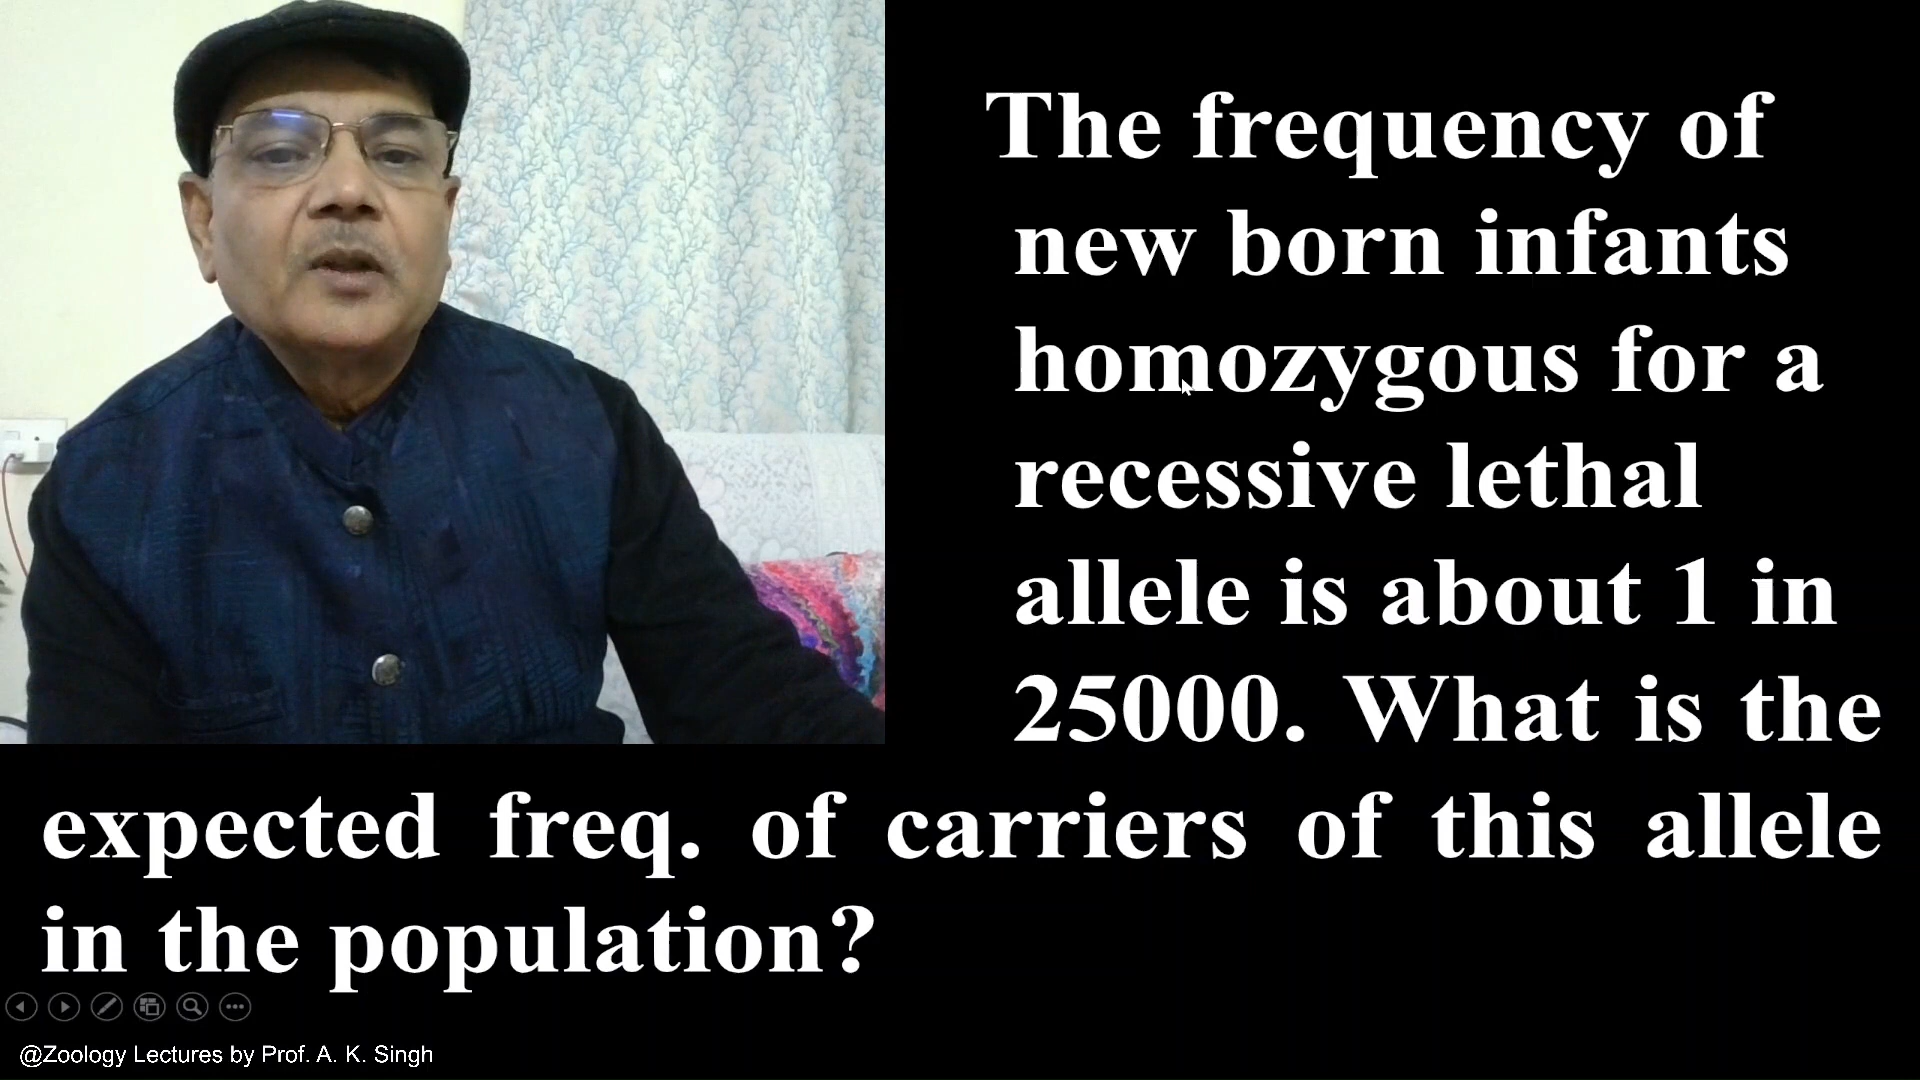 The frequency of
new born infants
homozygous for a
recessive lethal
allele is about 1 in
25000. What is the
expected freq. of carriers of this allele
in the population?
@Zoology Lectures by Prof. A. K. Singh